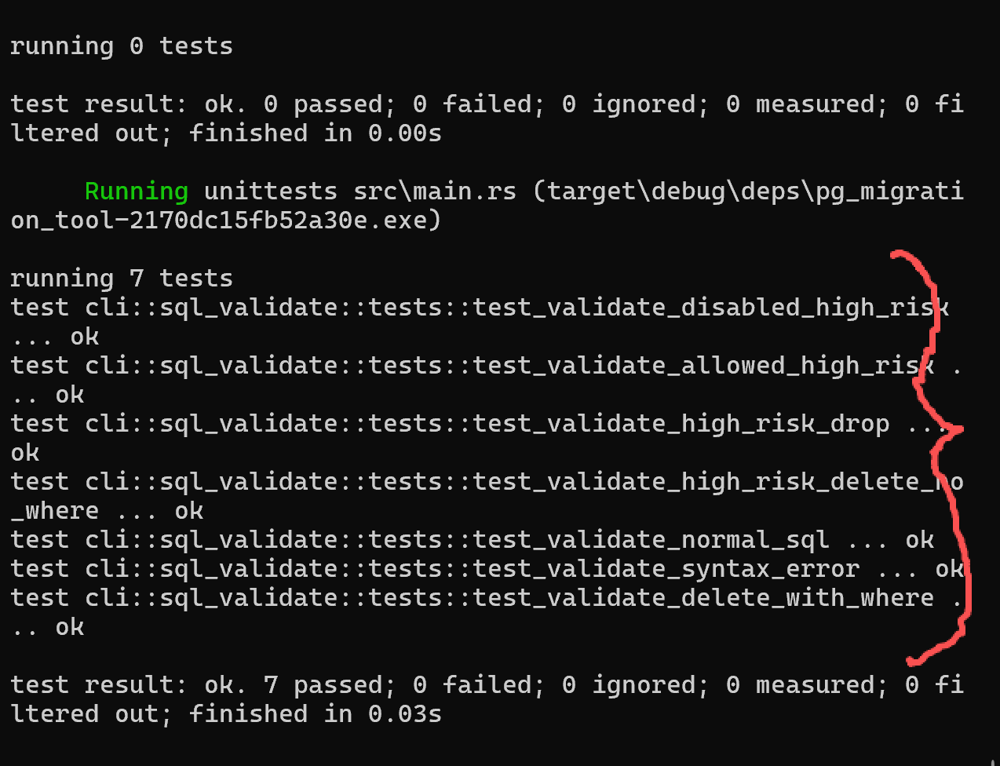 running 0 tests
test result: ok. 0 passed; 0 failed; 0 ignored; 0 measured; 0 fi
ltered out; finished in 0.00s
Running unittests src\main.rs (target\debug\deps\pg_migrati
on_tool-2170dc15fb52a30e.exe)
running 7 tests
test cli::sql_validate::tests::test_validate_disabled_high_risk
... ok
test cli::sql_validate::tests::test_validate_allowed_high_risk .
.. ok
test cli::sql_validate::tests::test_validate_high_risk_drop ...
ok
test cli::sql_validate::tests::test_validate_high_risk_delete_no
_where ... ok
test cli::sql_validate::tests::test_validate_normal_sql ... ok
test cli::sql_validate::tests::test_validate_syntax_error ... ok
test cli::sql_validate::tests::test_validate_delete_with_where .
.. ok
test result: ok. 7 passed; 0 failed; 0 ignored; 0 measured; 0 fi
ltered out; finished in 0.03s